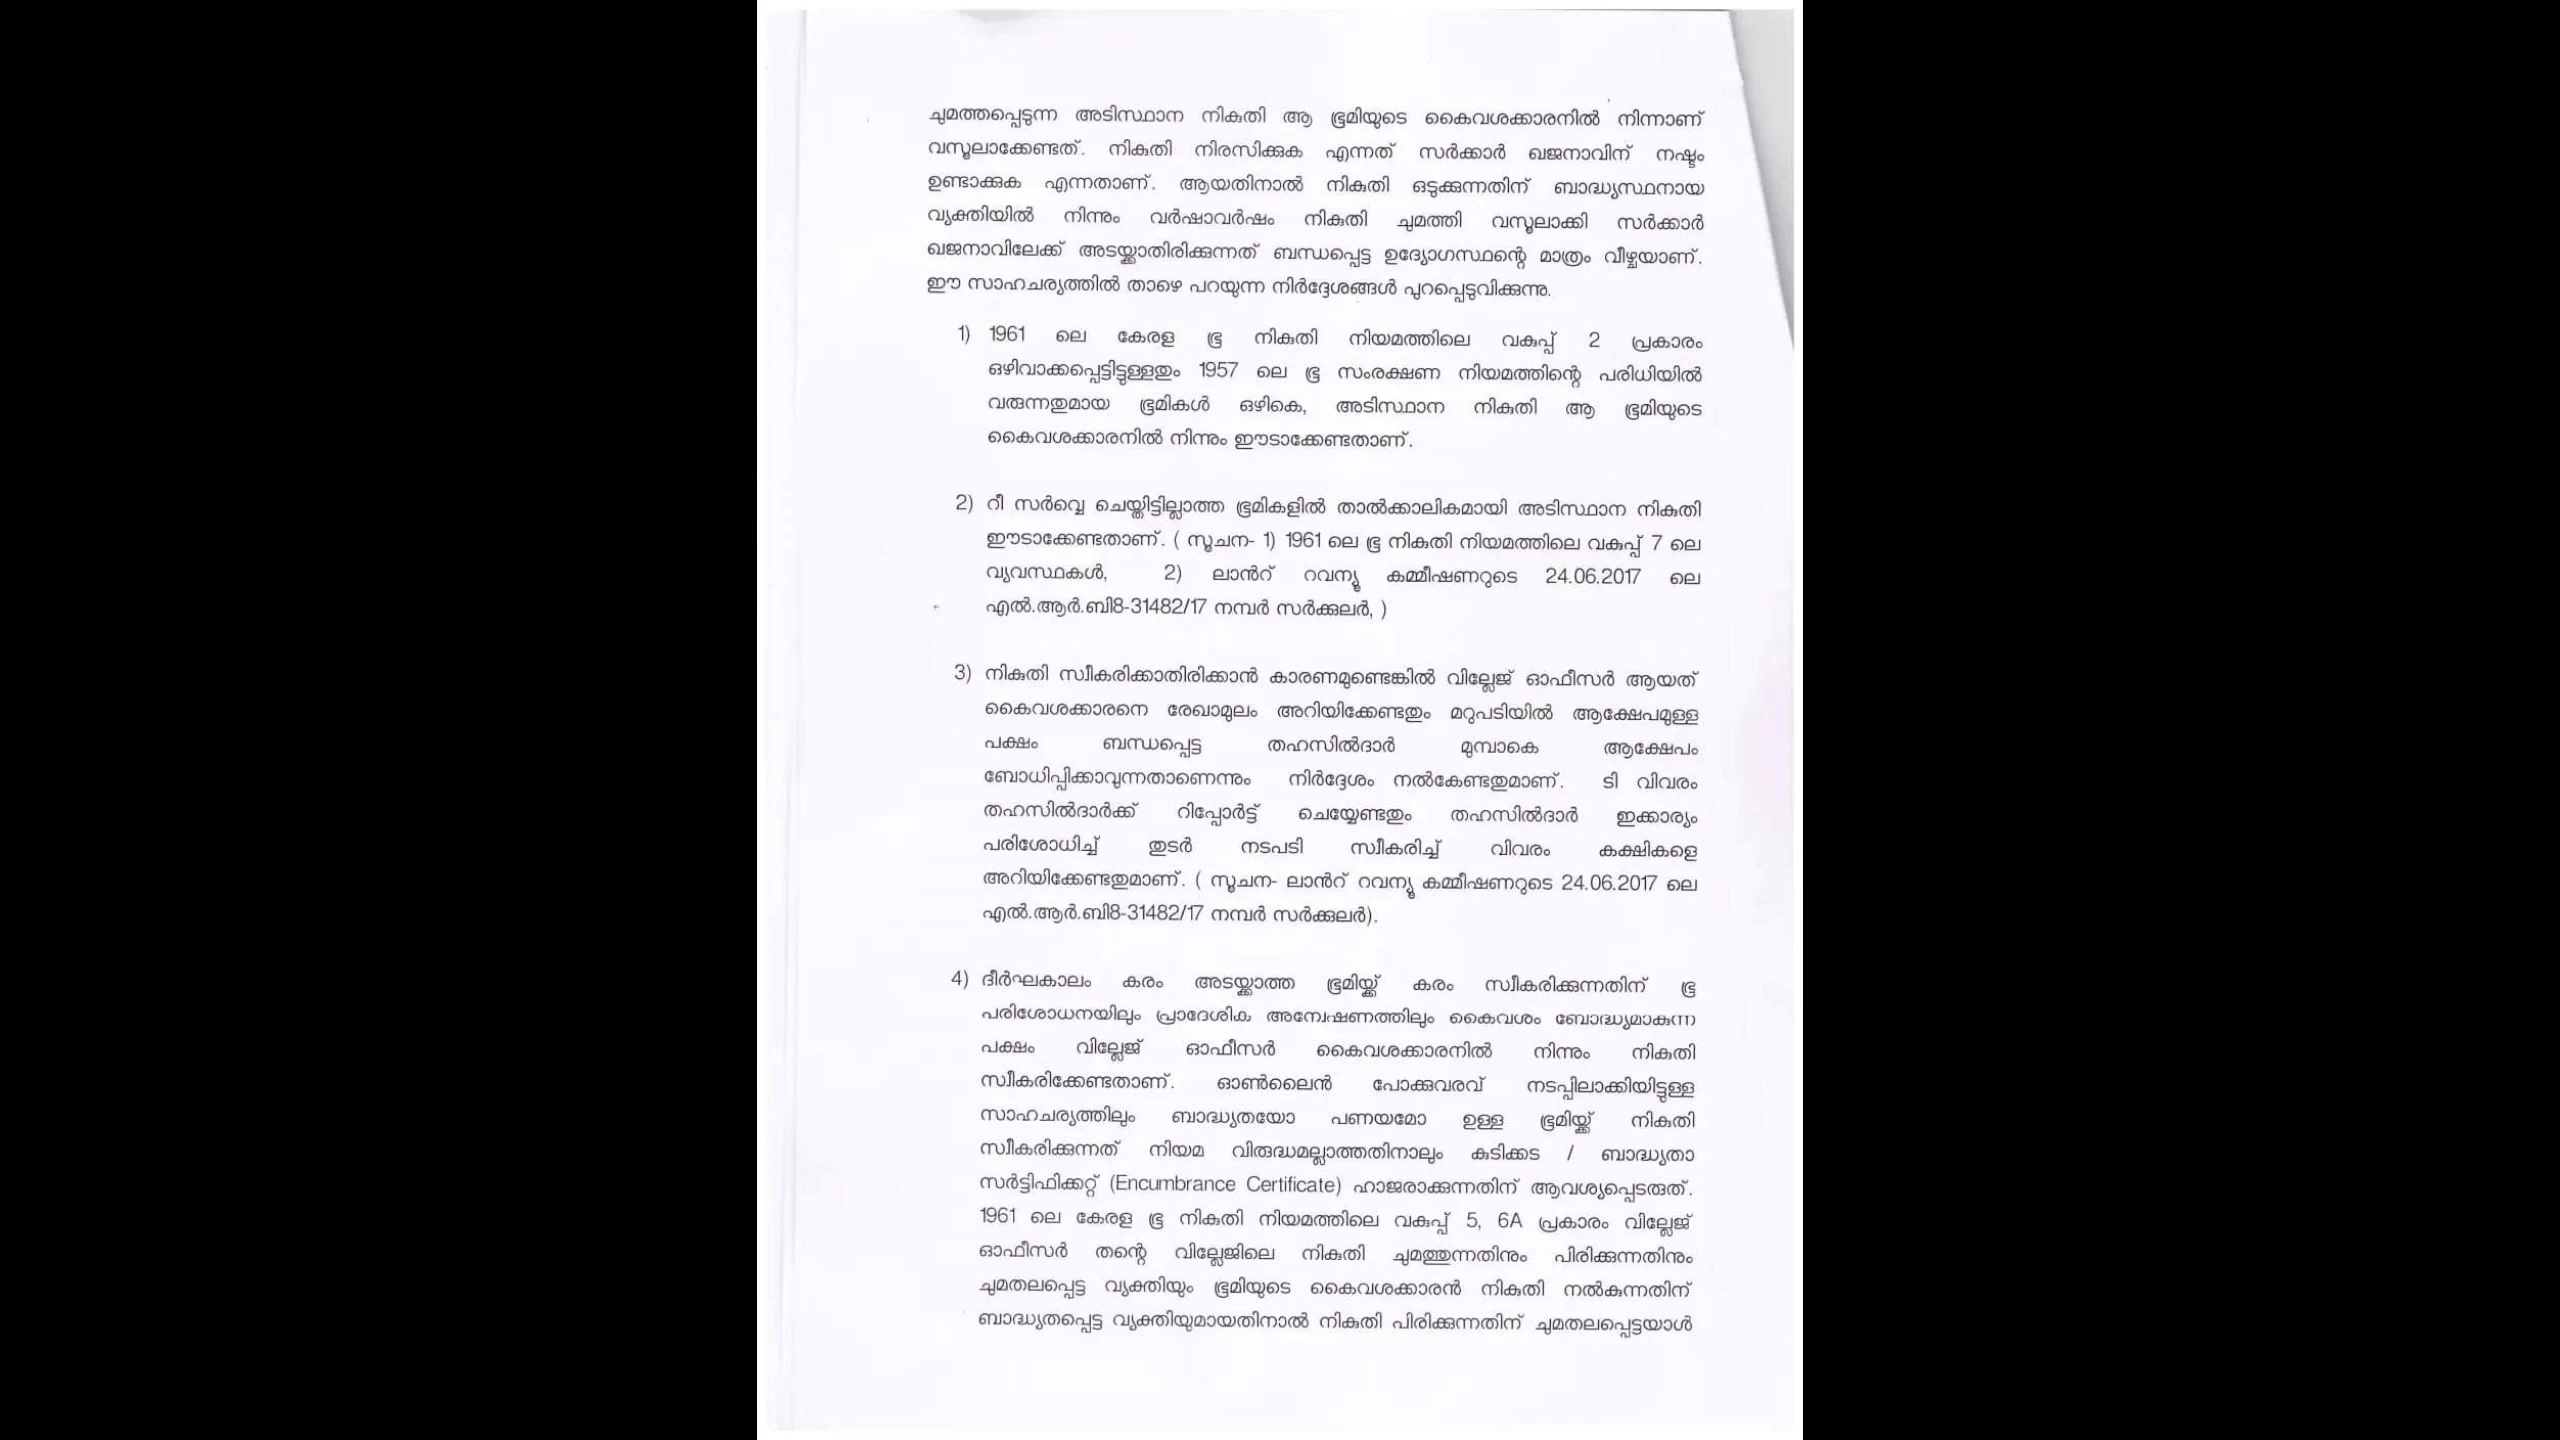 ചുമത്തപ്പെടുന്ന അടിസ്ഥാന നികുതി ആ ഭൂമിയുടെ കൈവശക്കാരനിൽ നിന്നാണ്
വസൂലാക്കേണ്ടത്. നികുതി നിരസിക്കുക എന്നത് സർക്കാർ ഖജനാവിന് നഷ്ടം
ഉണ്ടാക്കുക എന്നതാണ്. ആയതിനാൽ നികുതി ഒടുക്കുന്നതിന് ബാദ്ധ്യസ്ഥനായ
വ്യക്തിയിൽ നിന്നും വർഷാവർഷം നികുതി ചുമത്തി വസൂലാക്കി സർക്കാർ
ഖജനാവിലേക്ക് അടയ്ക്കാതിരിക്കുന്നത് ബന്ധപ്പെട്ട ഉദ്യോഗസ്ഥന്റെ മാത്രം വീഴ്ചയാണ്.
ഈ സാഹചര്യത്തിൽ താഴെ പറയുന്ന നിർദ്ദേശങ്ങൾ പുറപ്പെടുവിക്കുന്നു.
1) 1961 ലെ കേരള ഭൂ നികുതി നിയമത്തിലെ വകുപ്പ് 2 പ്രകാരം
ഒഴിവാക്കപ്പെട്ടിട്ടുള്ളതും 1957 ലെ ഭൂ സംരക്ഷണ നിയമത്തിന്റെ പരിധിയിൽ
വരുന്നതുമായ ഭൂമികൾ ഒഴികെ, അടിസ്ഥാന നികുതി ആ ഭൂമിയുടെ
കൈവശക്കാരനിൽ നിന്നും ഈടാക്കേണ്ടതാണ്.
2) റീ സർവ്വെ ചെയ്തിട്ടില്ലാത്ത ഭൂമികളിൽ താൽക്കാലികമായി അടിസ്ഥാന നികുതി
ഈടാക്കേണ്ടതാണ്. ( സൂചന- 1) 1961 ലെ ഭൂ നികുതി നിയമത്തിലെ വകുപ്പ് 7 ലെ
വ്യവസ്ഥകൾ, 2) ലാൻറ് റവന്യൂ കമ്മീഷണറുടെ 24.06.2017 ലെ
എൽ.ആർ.ബി8-31482/17 നമ്പർ സർക്കുലർ, )
3) നികുതി സ്വീകരിക്കാതിരിക്കാൻ കാരണമുണ്ടെങ്കിൽ വില്ലേജ് ഓഫീസർ ആയത്
കൈവശക്കാരനെ രേഖാമുലം അറിയിക്കേണ്ടതും മറുപടിയിൽ ആക്ഷേപമുള്ള
പക്ഷം ബന്ധപ്പെട്ട തഹസിൽദാർ മുമ്പാകെ ആക്ഷേപം
ബോധിപ്പിക്കാവുന്നതാണെന്നും നിർദ്ദേശം നൽകേണ്ടതുമാണ്. ടി വിവരം
തഹസിൽദാർക്ക് റിപ്പോർട്ട് ചെയ്യേണ്ടതും തഹസിൽദാർ ഇക്കാര്യം
പരിശോധിച്ച് തുടർ നടപടി സ്വീകരിച്ച് വിവരം കക്ഷികളെ
അറിയിക്കേണ്ടതുമാണ്. ( സൂചന- ലാൻറ് റവന്യൂ കമ്മീഷണറുടെ 24.06.2017 ലെ
എൽ.ആർ.ബി8-31482/17 നമ്പർ സർക്കുലർ).
4) ദീർഘകാലം കരം അടയ്ക്കാത്ത ഭൂമിയ്ക്ക് കരം സ്വീകരിക്കുന്നതിന് ഭൂ
പരിശോധനയിലും പ്രാദേശിക അന്വേഷണത്തിലും കൈവശം ബോദ്ധ്യമാകുന്ന
പക്ഷം വില്ലേജ് ഓഫീസർ കൈവശക്കാരനിൽ നിന്നും നികുതി
സ്വീകരിക്കേണ്ടതാണ്. ഓൺലൈൻ പോക്കുവരവ് നടപ്പിലാക്കിയിട്ടുള്ള
സാഹചര്യത്തിലും ബാദ്ധ്യതയോ പണയമോ ഉള്ള ഭൂമിയ്ക്ക് നികുതി
സ്വീകരിക്കുന്നത് നിയമ വിരുദ്ധമല്ലാത്തതിനാലും കുടിക്കട / ബാദ്ധ്യതാ
സർട്ടിഫിക്കറ്റ് (Encumbrance Certificate) ഹാജരാക്കുന്നതിന് ആവശ്യപ്പെടരുത്.
1961 ലെ കേരള ഭൂ നികുതി നിയമത്തിലെ വകുപ്പ് 5, 6A പ്രകാരം വില്ലേജ്
ഓഫീസർ തന്റെ വില്ലേജിലെ നികുതി ചുമത്തുന്നതിനും പിരിക്കുന്നതിനും
ചുമതലപ്പെട്ട വ്യക്തിയും ഭൂമിയുടെ കൈവശക്കാരൻ നികുതി നൽകുന്നതിന്
ബാദ്ധ്യതപ്പെട്ട വ്യക്തിയുമായതിനാൽ നികുതി പിരിക്കുന്നതിന് ചുമതലപ്പെട്ടയാൾ